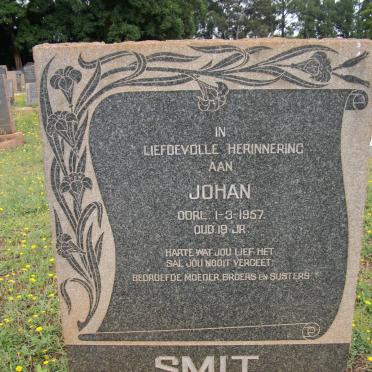 IN
LIEFDEVOLLE HERINNERING
AAN
JOHAN
OORL. 1-3-1957.
OUD 19 JR.
HARTE WAT JOU LIEF HET
SAL JOU NOOIT VERGEET.
BEDROEFDE MOEDER, BROERS EN SUSTERS.
SMIT